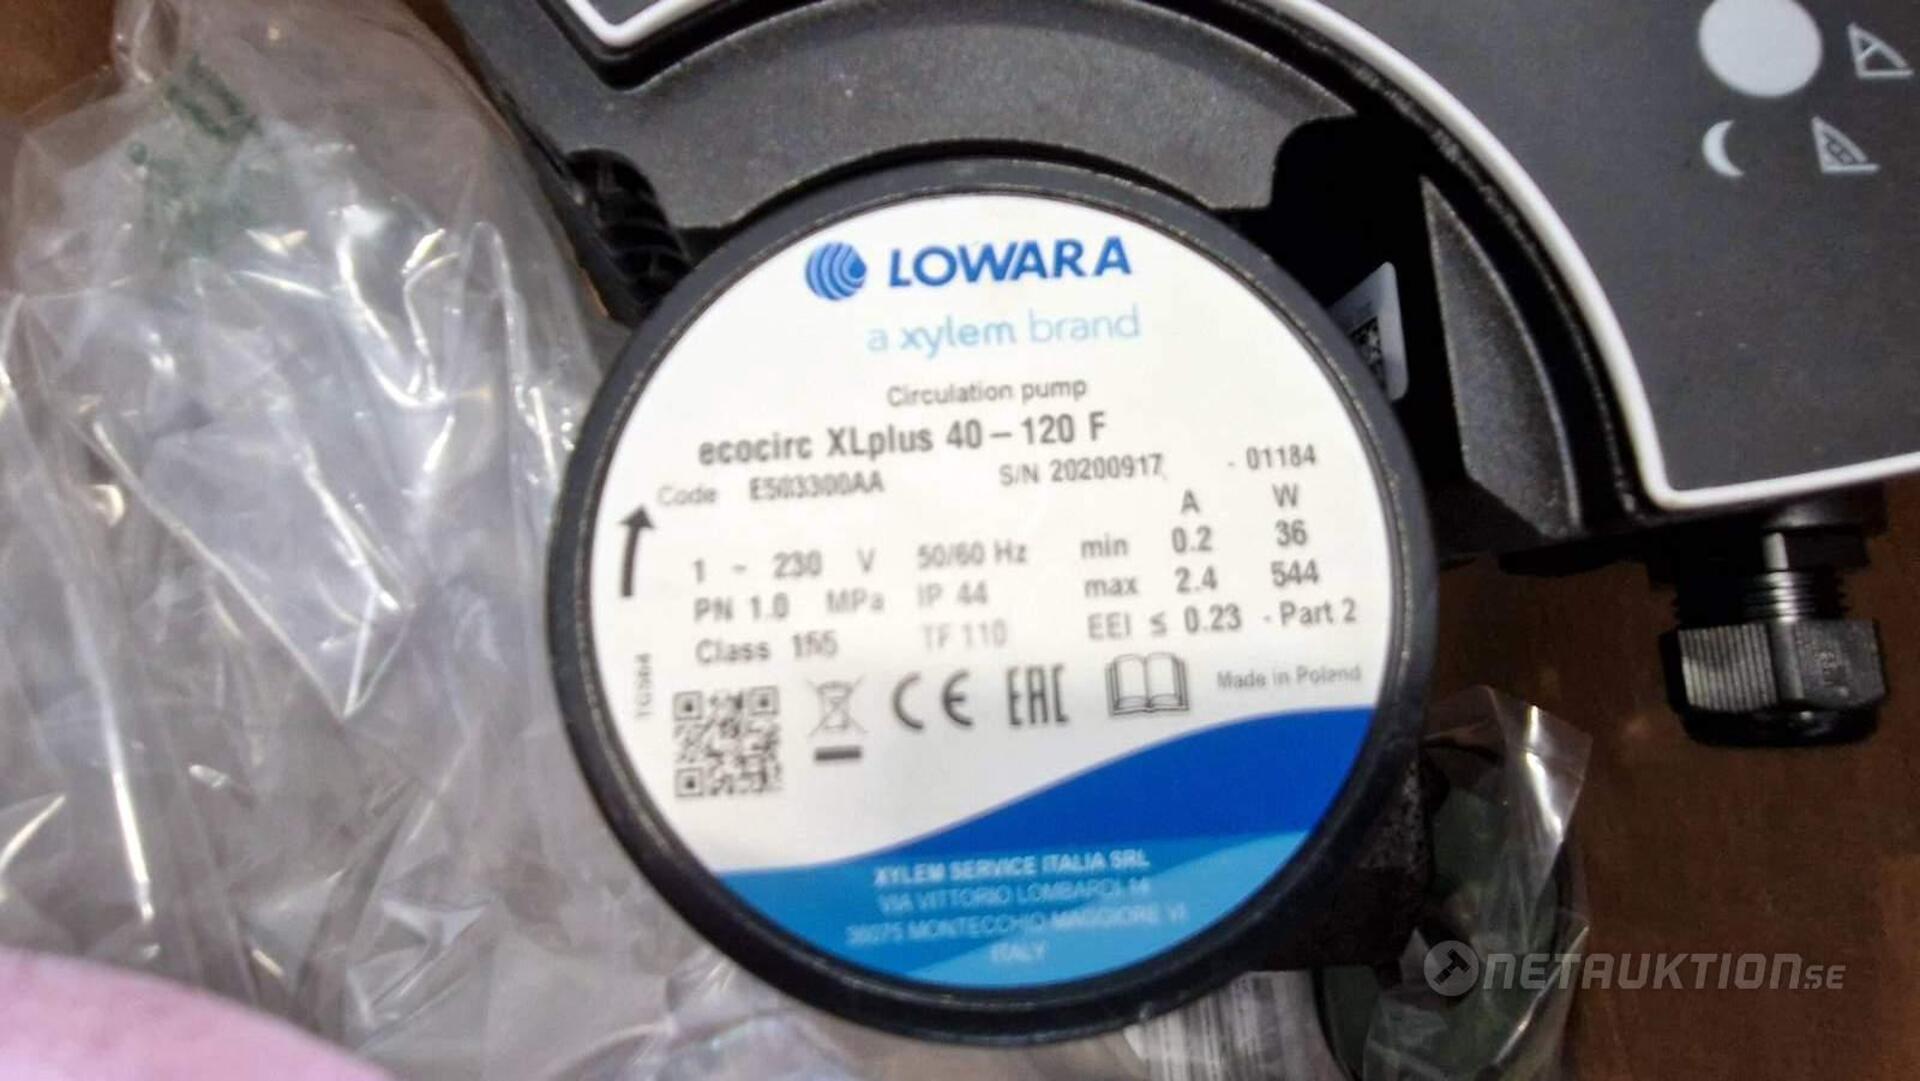 LOWARA
a xylem brand
Circulation pump
ecocirc XLplus 40 – 120 F
Code E503300AA S/N 20200917 - 01184
A W
1 ~ 230 V 50/60 Hz min 0.2 36
PN 1.0 MPa IP 44 max 2.4 544
Class 155 TF 110 EEI ≤ 0.23 - Part 2
CE EAC Made in Poland
XYLEM SERVICE ITALIA SRL
VIA VITTORIO LOMBARDI 14
36075 MONTECCHIO MAGGIORE VI
ITALY
NETAUKTION.SE